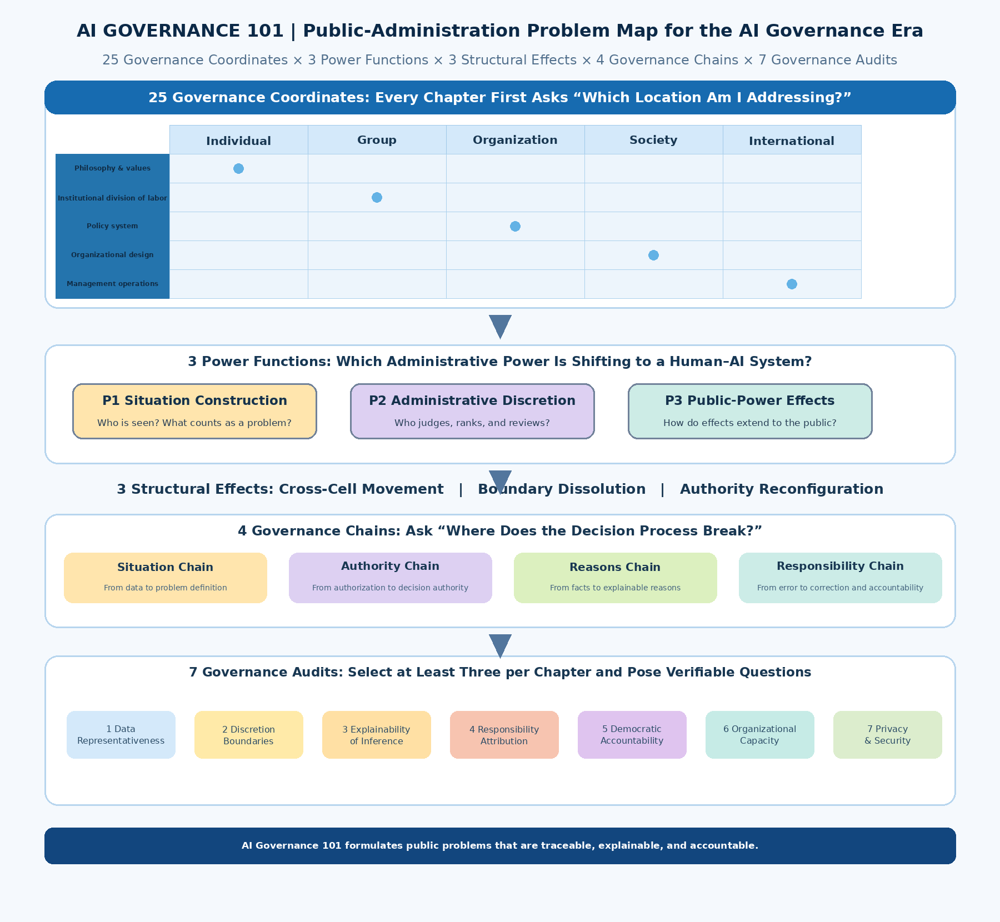 AI GOVERNANCE 101 | Public-Administration Problem Map for the AI Governance Era
25 Governance Coordinates × 3 Power Functions × 3 Structural Effects × 4 Governance Chains × 7 Governance Audits
25 Governance Coordinates: Every Chapter First Asks “Which Location Am I Addressing?”
Individual
Group
Organization
Society
International
Philosophy & values
Institutional division of labor
Policy system
Organizational design
Management operations
3 Power Functions: Which Administrative Power Is Shifting to a Human–AI System?
P1 Situation Construction
Who is seen? What counts as a problem?
P2 Administrative Discretion
Who judges, ranks, and reviews?
P3 Public-Power Effects
How do effects extend to the public?
3 Structural Effects: Cross-Cell Movement | Boundary Dissolution | Authority Reconfiguration
4 Governance Chains: Ask “Where Does the Decision Process Break?”
Situation Chain
From data to problem definition
Authority Chain
From authorization to decision authority
Reasons Chain
From facts to explainable reasons
Responsibility Chain
From error to correction and accountability
7 Governance Audits: Select at Least Three per Chapter and Pose Verifiable Questions
1 Data
Representativeness
2 Discretion
Boundaries
3 Explainability
of Inference
4 Responsibility
Attribution
5 Democratic
Accountability
6 Organizational
Capacity
7 Privacy
& Security
AI Governance 101 formulates public problems that are traceable, explainable, and accountable.